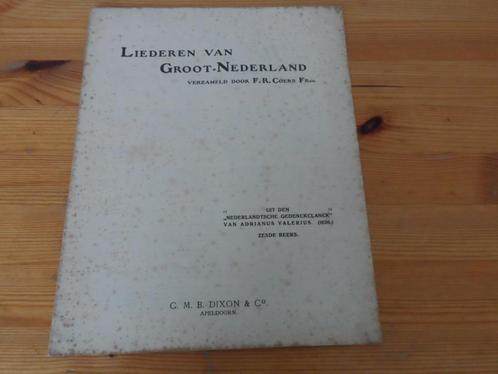 LIEDEREN VAN
GROOT-NEDERLAND
VERZAMELD DOOR F. R. COERS FRZN.
„ UIT DEN "
„NEDERLANDTSCHE GEDENCKCLANCK"
VAN ADRIANUS VALERIUS. (1626.)
ZESDE REEKS.
C. M. B. DIXON & Co.
APELDOORN.